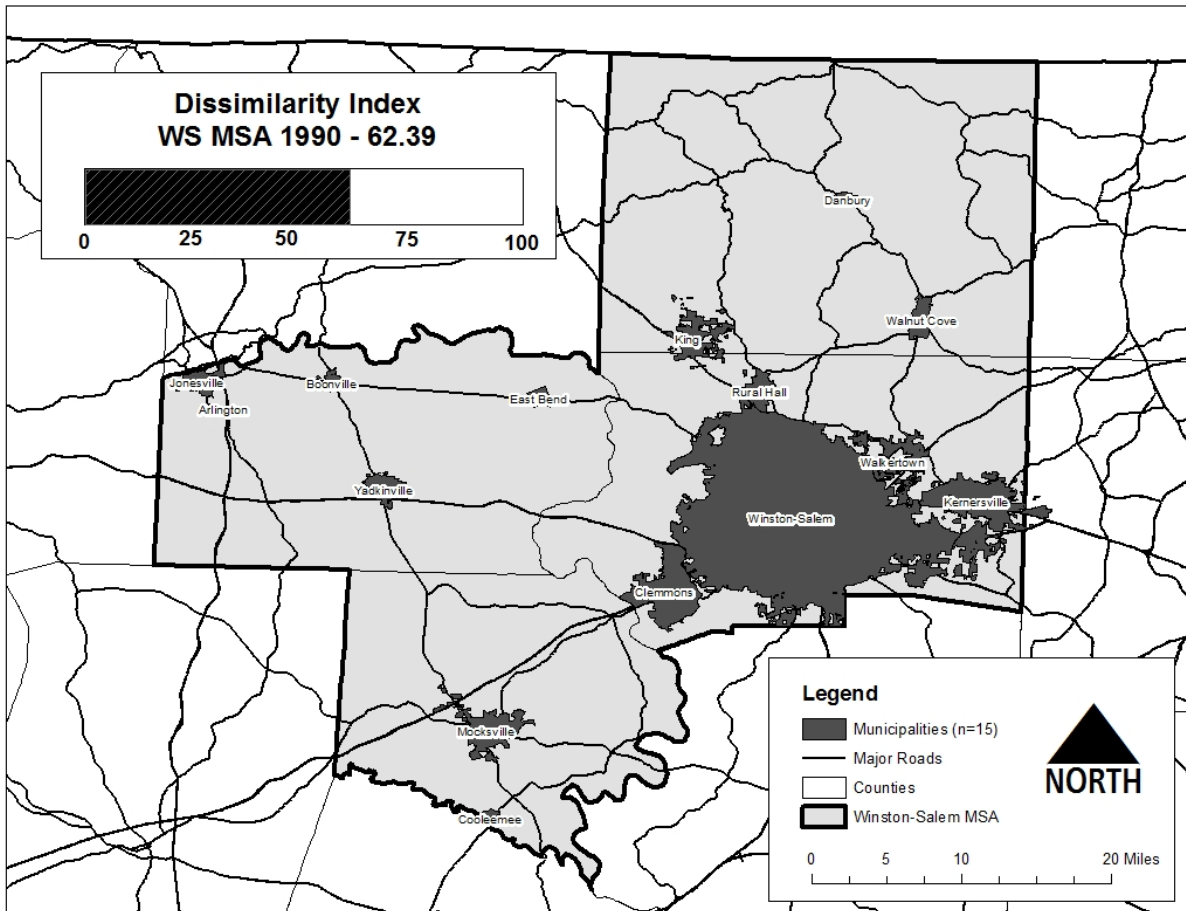 Dissimilarity Index
WS MSA 1990 - 62.39
0 25 50 75 100
Danbury
Walnut Cove
King
Jonesville
Boonville
Rural Hall
East Bend
Arlington
Walkertown
Yadkinville
Kernersville
Winston-Salem
Clemmons
Mocksville
Cooleemee
Legend
Municipalities (n=15)
Major Roads
Counties
Winston-Salem MSA
NORTH
0 5 10 20 Miles